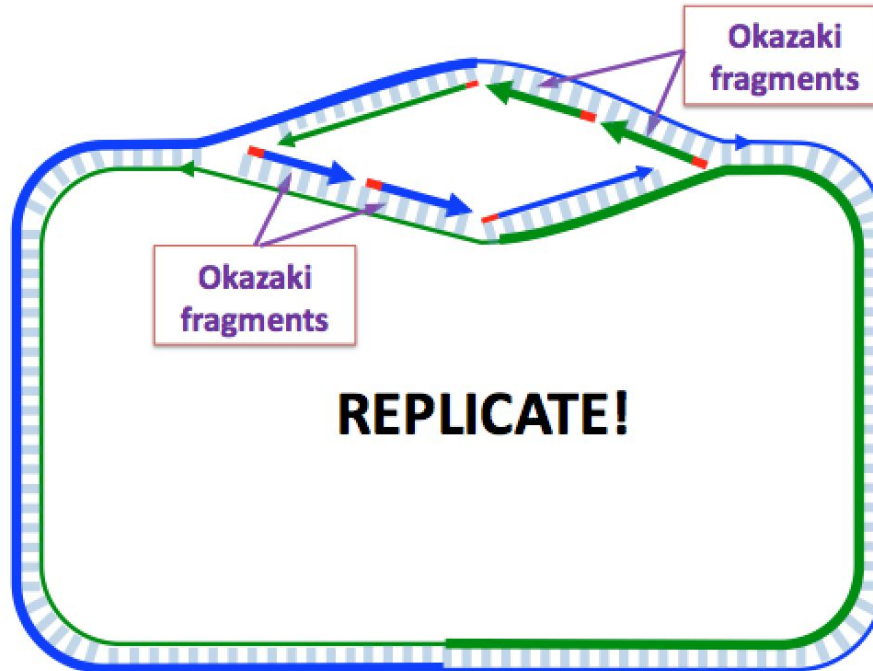 Okazaki
fragments
Okazaki
fragments
REPLICATE!